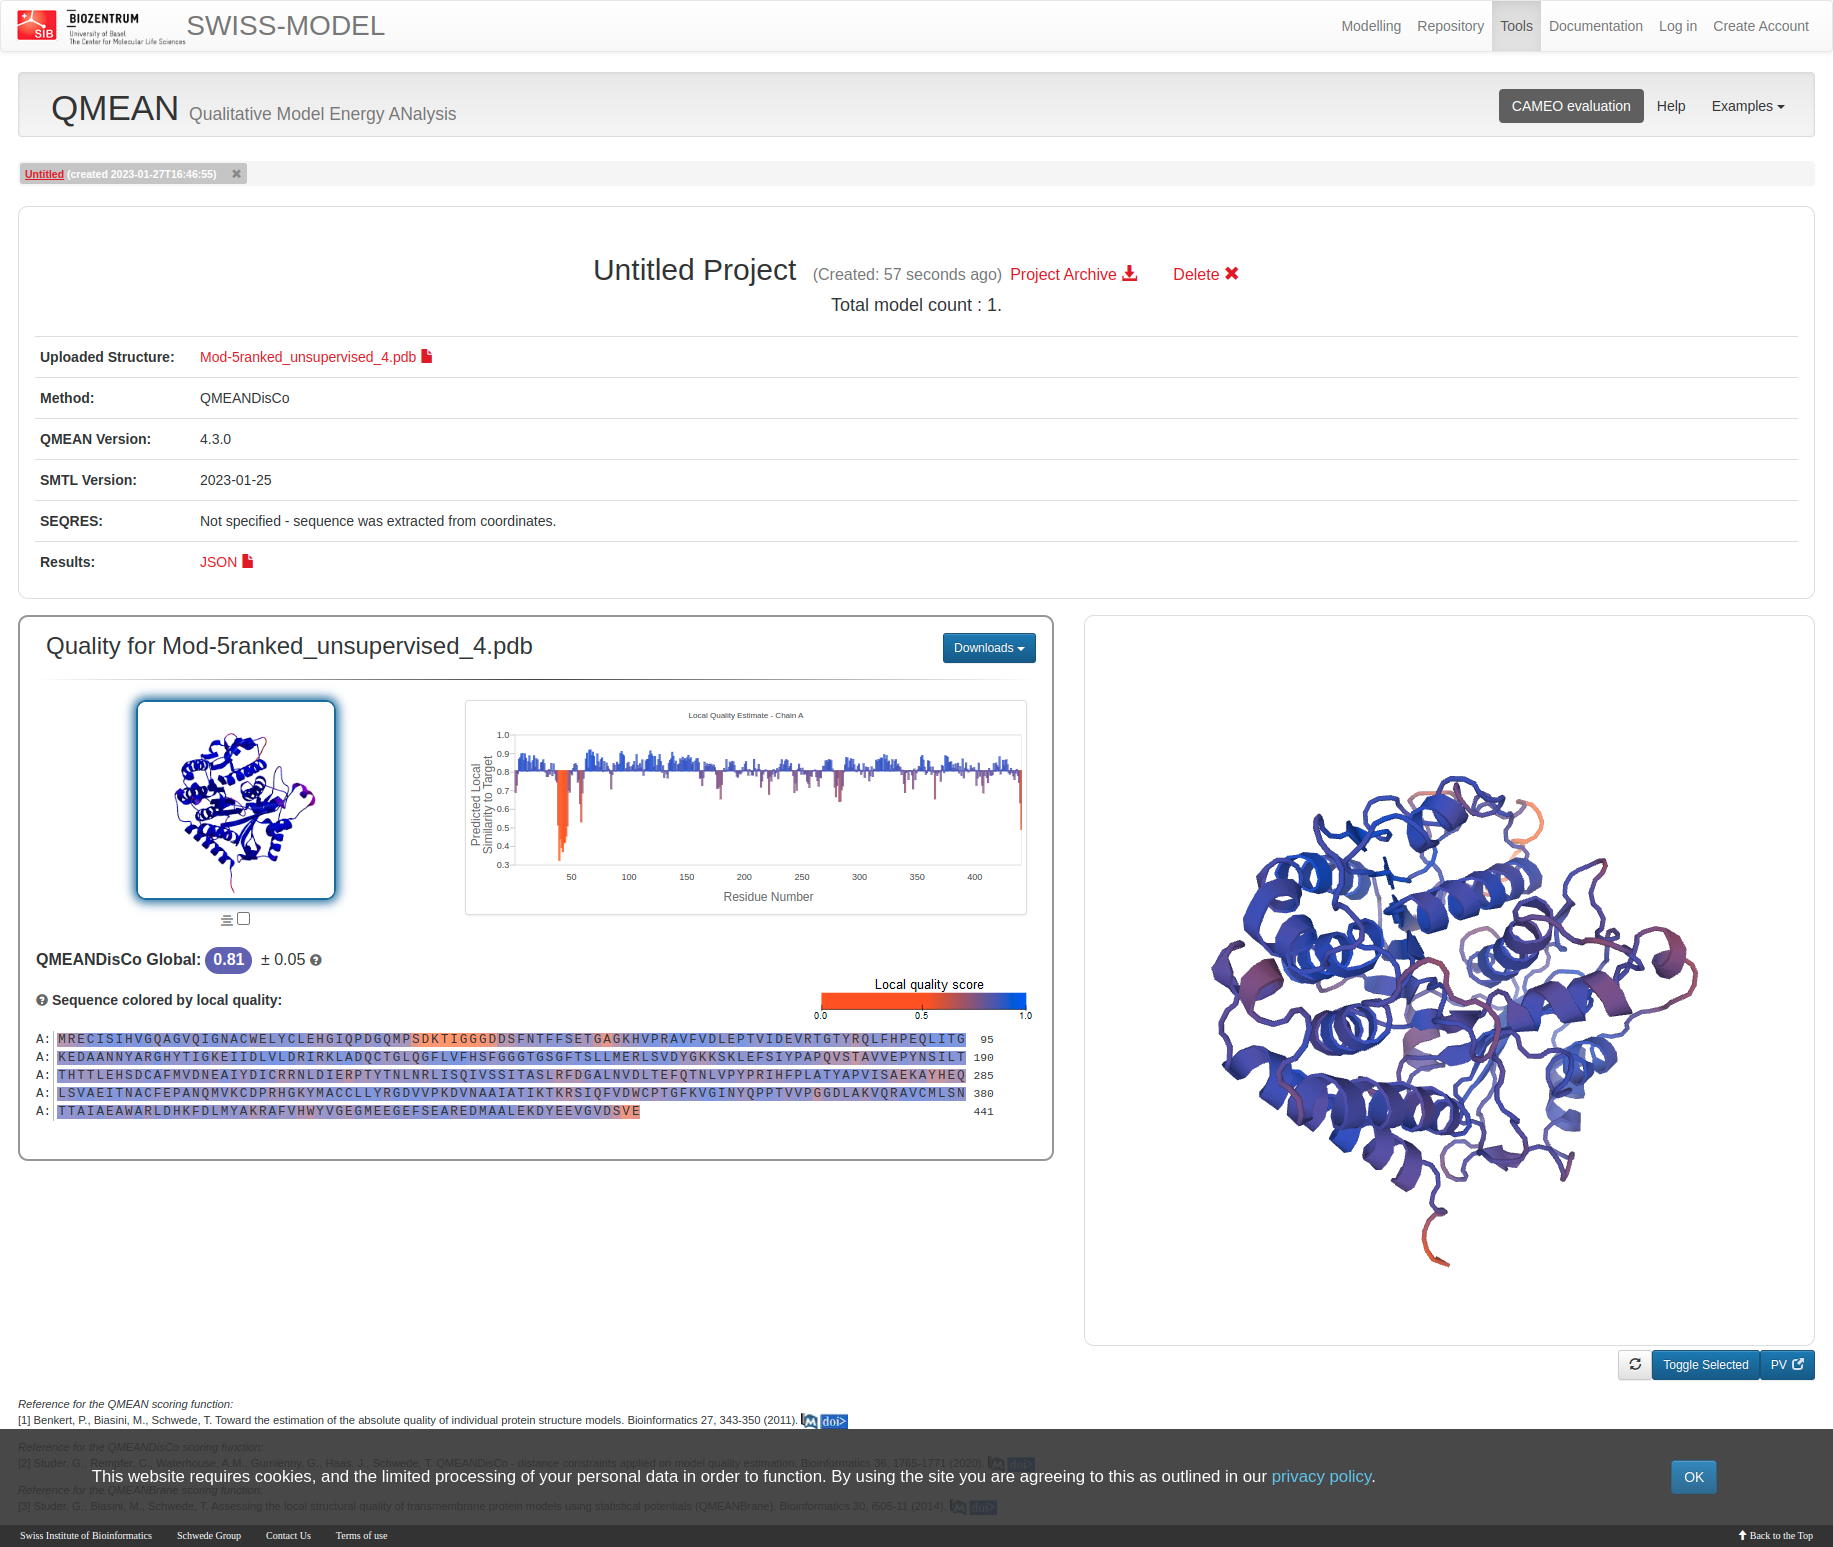 SIB
BIOZENTRUM
University of Basel
The Center for Molecular Life Sciences
SWISS-MODEL
Modelling Repository Tools Documentation Log in Create Account
QMEAN Qualitative Model Energy ANalysis
CAMEO evaluation Help Examples
Untitled (created 2023-01-27T16:46:55)
Untitled Project (Created: 57 seconds ago) Project Archive Delete
Total model count : 1.
Uploaded Structure: Mod-5ranked_unsupervised_4.pdb
Method: QMEANDisCo
QMEAN Version: 4.3.0
SMTL Version: 2023-01-25
SEQRES: Not specified - sequence was extracted from coordinates.
Results: JSON
Quality for Mod-5ranked_unsupervised_4.pdb
Downloads
Local Quality Estimate - Chain A
Predicted Local
Similarity to Target
1.0
0.9
0.8
0.7
0.6
0.5
0.4
0.3
50 100 150 200 250 300 350 400
Residue Number
QMEANDisCo Global: 0.81 ± 0.05
Sequence colored by local quality:
Local quality score
0.0 0.5 1.0
A: MRECISIHVGQAGVQIGNACWELYCLEHGIQPDGQMPSDKTIGGGDDSFNTFFSETGAGKHVPRAVFVDLEPTVIDEVRTGTYRQLFHPEQLITG 95
A: KEDAANNYARGHYTIGKEIIDLVLDRIRKLADQCTGLQGFLVFHSFGGGTGSGFTSLLMERLSVDYGKKSKLEFSIYPAPQVSTAVVEPYNSILT 190
A: THTTLEHSDCAFMVDNEAIYDICRRNLDIERPTYTNLNRLISQIVSSITASLRFDGALNVDLTEFQTNLVPYPRIHFPLATYAPVISAEKAYHEQ 285
A: LSVAEITNACFEPANQMVKCDPRHGKYMACCLLYRGDVVPKDVNAAIATIKTKRSIQFVDWCPTGFKVGINYQPPTVVPGGDLAKVQRAVCMLSN 380
A: TTAIAEAWARLDHKFDLMYAKRAFVHWYVGEGMEEGEFSEAREDMAALEKDYEEVGVDSVE 441
Toggle Selected PV
Reference for the QMEAN scoring function:
[1] Benkert, P., Biasini, M., Schwede, T. Toward the estimation of the absolute quality of individual protein structure models. Bioinformatics 27, 343-350 (2011). M doi>
Reference for the QMEANDisCo scoring function:
[2] Studer, G., Rempfer, C., Waterhouse, A.M., Gumienny, G., Haas, J., Schwede, T. QMEANDisCo - distance constraints applied on model quality estimation. Bioinformatics 36, 1765-1771 (2020). M doi>
This website requires cookies, and the limited processing of your personal data in order to function. By using the site you are agreeing to this as outlined in our privacy policy.
OK
Reference for the QMEANBrane scoring function:
[3] Studer, G., Biasini, M., Schwede, T. Assessing the local structural quality of transmembrane protein models using statistical potentials (QMEANBrane). Bioinformatics 30, i505-11 (2014). M doi>
Swiss Institute of Bioinformatics Schwede Group Contact Us Terms of use
Back to the Top